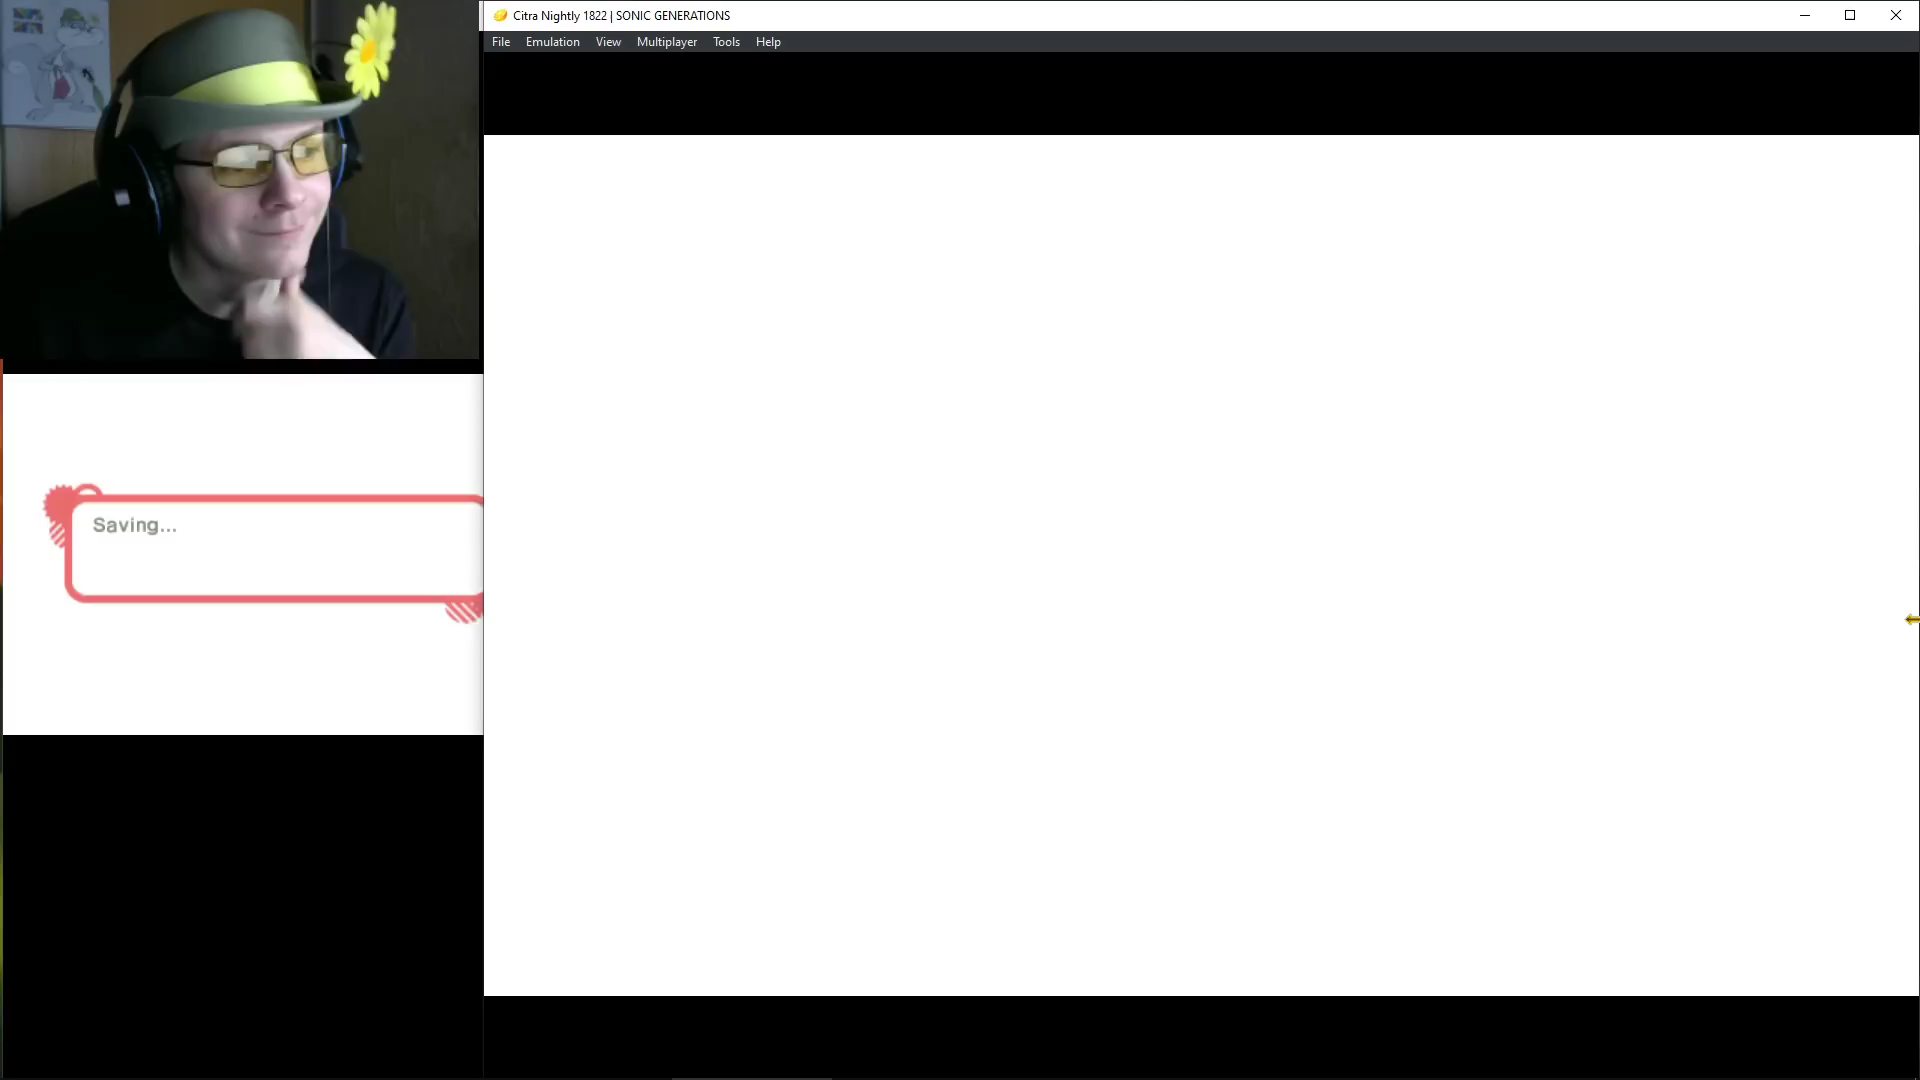 Citra Nightly 1822 | SONIC GENERATIONS
File Emulation View Multiplayer Tools Help
Saving...